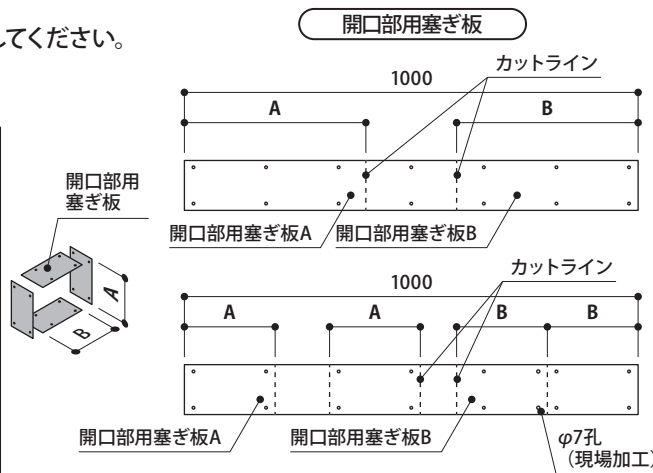 してください。
開口部用塞ぎ板
カットライン
1000
A
B
開口部用塞ぎ板A
開口部用塞ぎ板B
開口部用
塞ぎ板
A
B
カットライン
1000
A
A
B
B
開口部用塞ぎ板A
開口部用塞ぎ板B
φ7孔
（現場加工）